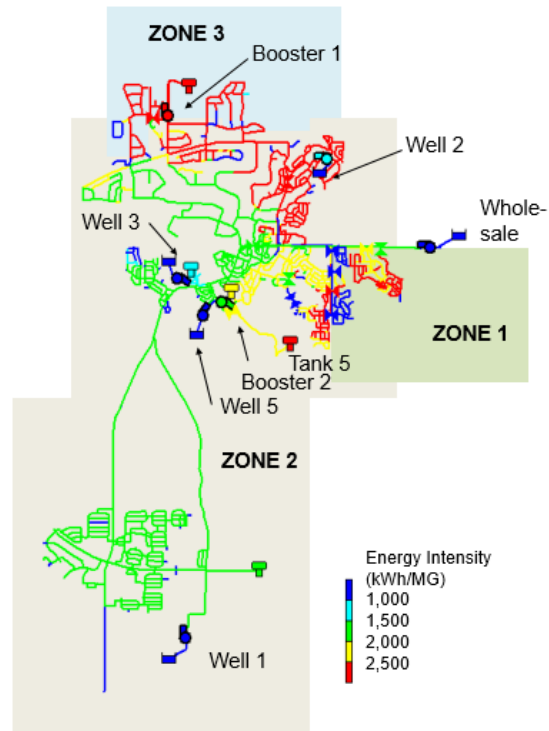 ZONE 3
Booster 1
Well 2
Whole-
sale
Well 3
ZONE 1
Tank 5
Booster 2
Well 5
ZONE 2
Energy Intensity
(kWh/MG)
1,000
1,500
2,000
2,500
Well 1